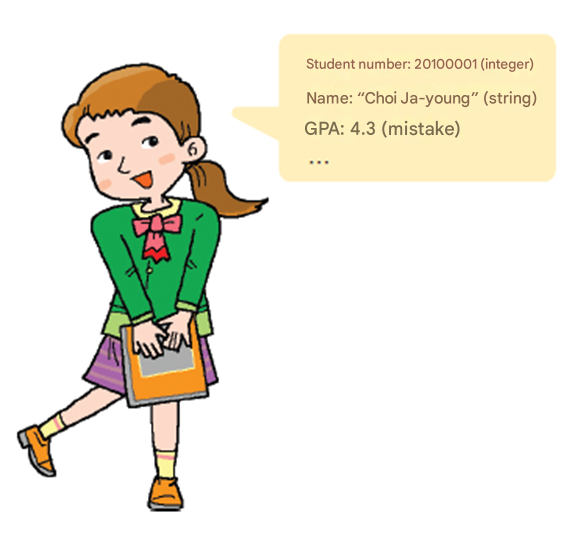 Student number: 20100001 (integer)
Name: “Choi Ja-young” (string)
GPA: 4.3 (mistake)
...